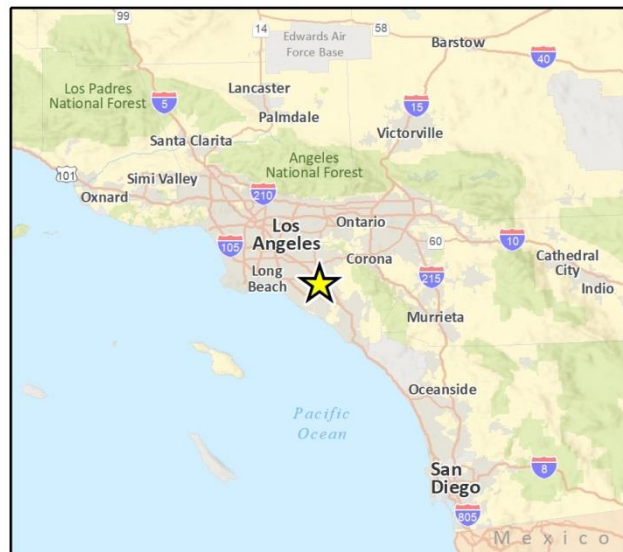 99
14
58
Edwards Air
Force Base
Barstow
40
Los Padres
National Forest
5
Lancaster
Palmdale
15
Victorville
Santa Clarita
Angeles
National Forest
101
Simi Valley
Oxnard
210
Los
Angeles
Ontario
105
60
10
Cathedral
City
Indio
Long
Beach
Corona
215
Murrieta
Oceanside
Pacific
Ocean
San
Diego
8
805
Mexico